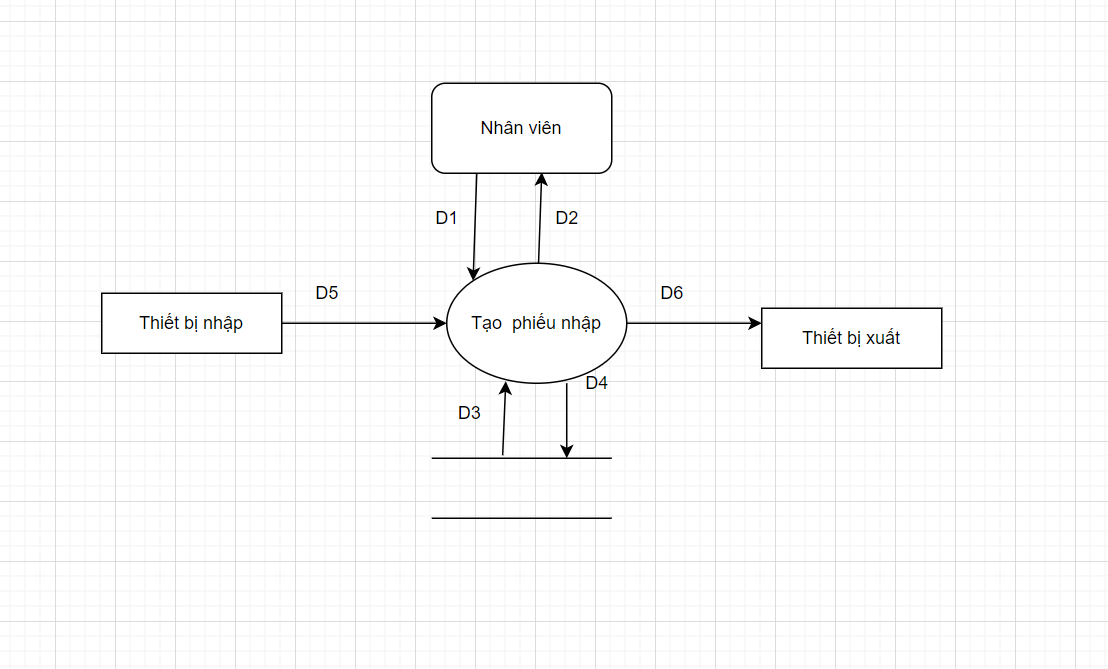 Nhân viên
D1
D2
D5
D6
Thiết bị nhập
Tạo  phiếu nhập
Thiết bị xuất
D4
D3